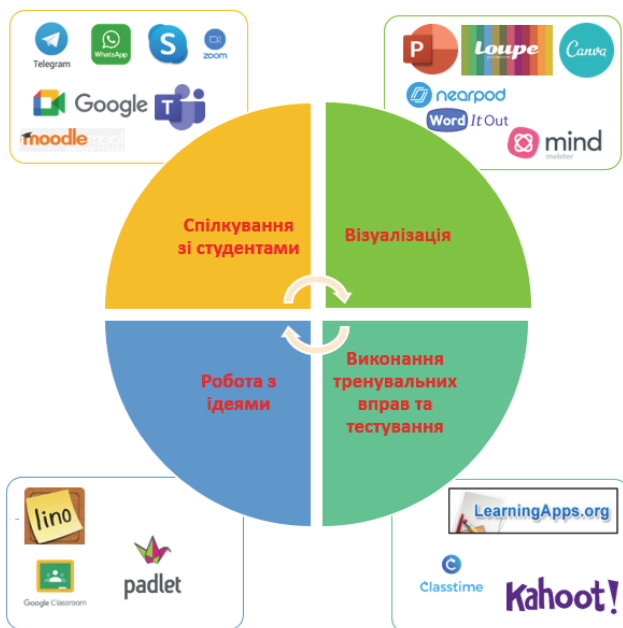 Telegram
WhatsApp
S
zoom
Google
T
moodle
P
Loupe
Canva
nearpod
Word It Out
mind
meister
Спілкування
зі студентами
Візуалізація
Робота з
ідеями
Виконання
тренувальних
вправ та
тестування
lino
Google Classroom
padlet
LearningApps.org
C
Classtime
Kahoot!